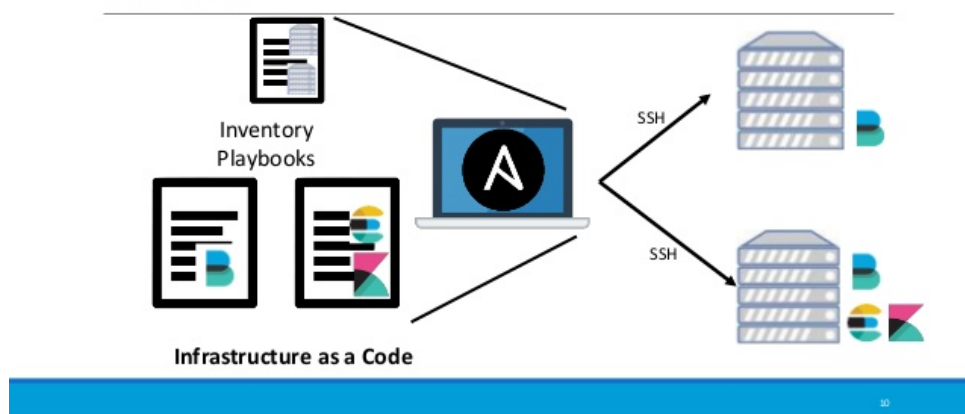 Inventory
Playbooks
SSH
SSH
Infrastructure as a Code
10